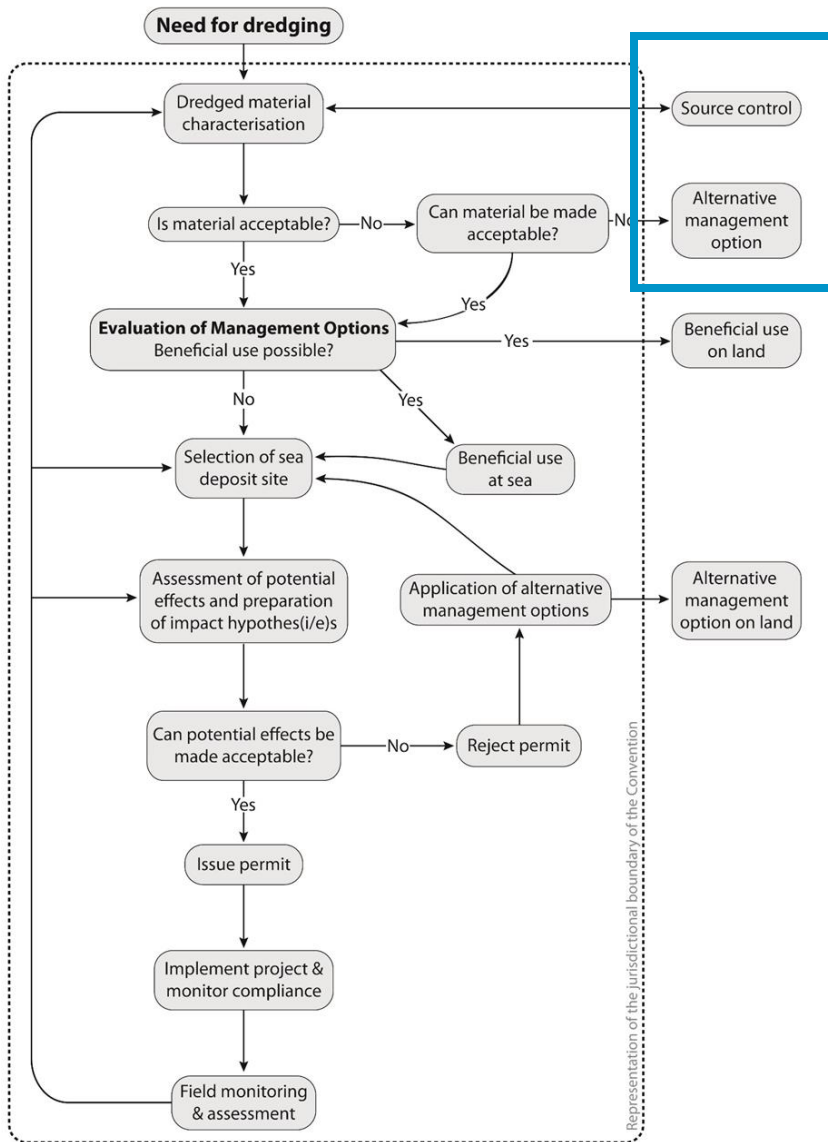 Need for dredging
Dredged material
characterisation
Source control
Is material acceptable?
No
Can material be made
acceptable?
No
Alternative
management
option
Yes
Yes
Evaluation of Management Options
Beneficial use possible?
Yes
Beneficial use
on land
No
Yes
Selection of sea
deposit site
Beneficial use
at sea
Assessment of potential
effects and preparation
of impact hypothes(i/e)s
Application of alternative
management options
Alternative
management
option on land
Can potential effects be
made acceptable?
No
Reject permit
Yes
Issue permit
Implement project &
monitor compliance
Field monitoring
& assessment
Representation of the jurisdictional boundary of the Convention